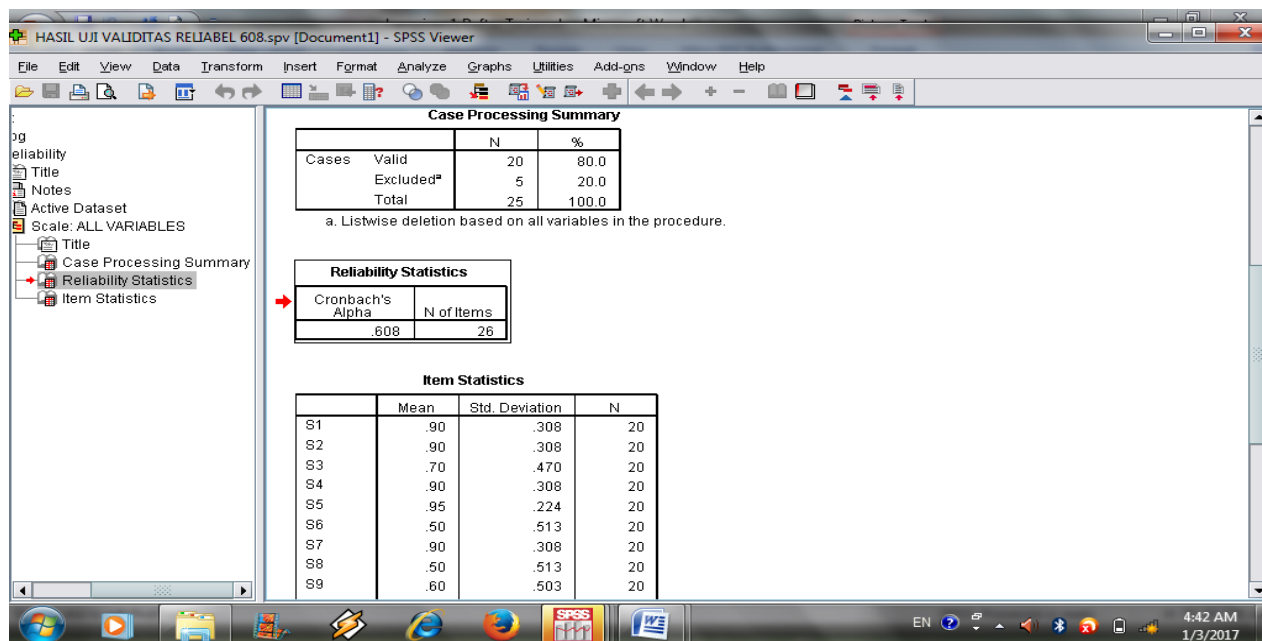 HASIL UJI VALIDITAS RELIABEL 608.spv [Document1] - SPSS Viewer
File Edit View Data Transform Insert Format Analyze Graphs Utilities Add-ons Window Help
og
eliability
Title
Notes
Active Dataset
Scale: ALL VARIABLES
Title
Case Processing Summary
Reliability Statistics
Item Statistics
Case Processing Summary
N %
Cases Valid 20 80.0
Excludedª 5 20.0
Total 25 100.0
a. Listwise deletion based on all variables in the procedure.
Reliability Statistics
Cronbach's Alpha N of Items
.608 26
Item Statistics
Mean Std. Deviation N
S1 .90 .308 20
S2 .90 .308 20
S3 .70 .470 20
S4 .90 .308 20
S5 .95 .224 20
S6 .50 .513 20
S7 .90 .308 20
S8 .50 .513 20
S9 .60 .503 20
SPSS
EN
4:42 AM
1/3/2017